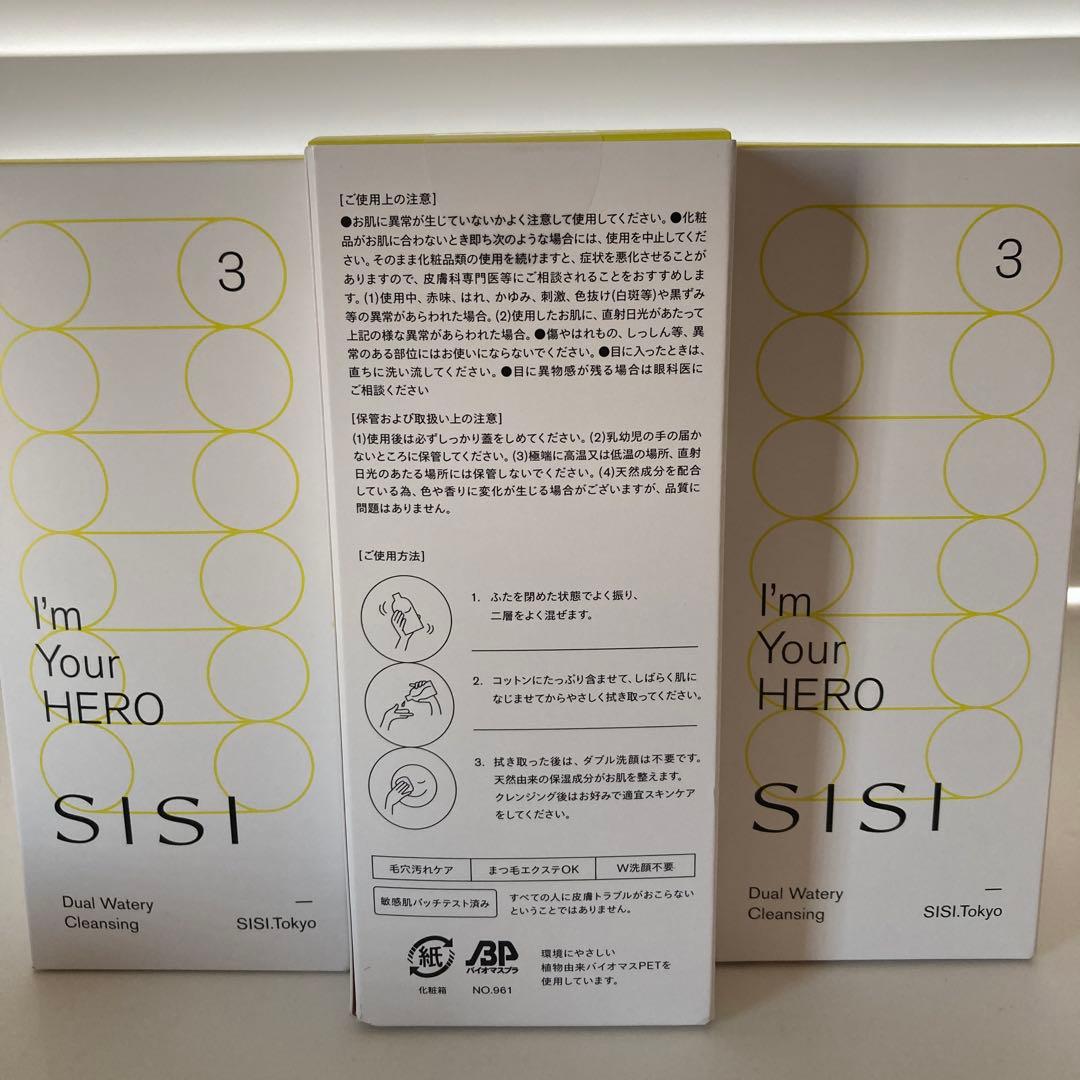 3
I'm
Your
HERO
SISI
Dual Watery
Cleansing
SISI.Tokyo
[ご使用上の注意]
●お肌に異常が生じていないかよく注意して使用してください。●化粧
品がお肌に合わないとき即ち次のような場合には、使用を中止してくだ
さい。そのまま化粧品類の使用を続けますと、症状を悪化させることが
ありますので、皮膚科専門医等にご相談されることをおすすめしま
す。(1)使用中、赤味、はれ、かゆみ、刺激、色抜け(白斑等)や黒ずみ
等の異常があらわれた場合。(2)使用したお肌に、直射日光があたって
上記の様な異常があらわれた場合。●傷やはれもの、しっしん等、異
常のある部位にはお使いにならないでください。●目に入ったときは、
直ちに洗い流してください。●目に異物感が残る場合は眼科医に
ご相談ください
[保管および取扱い上の注意]
(1)使用後は必ずしっかり蓋をしめてください。(2)乳幼児の手の届か
ないところに保管してください。(3)極端に高温又は低温の場所、直射
日光のあたる場所には保管しないでください。(4)天然成分を配合
している為、色や香りに変化が生じる場合がございますが、品質に
問題はありません。
[ご使用方法]
1. ふたを閉めた状態でよく振り、
二層をよく混ぜます。
2. コットンにたっぷり含ませて、しばらく肌に
なじませてからやさしく拭き取ってください。
3. 拭き取った後は、ダブル洗顔は不要です。
天然由来の保湿成分がお肌を整えます。
クレンジング後はお好みで適宜スキンケア
をしてください。
毛穴汚れケア まつ毛エクステOK W洗顔不要
敏感肌パッチテスト済み
すべての人に皮膚トラブルがおこらない
ということではありません。
紙
化粧箱
BP
バイオマスプラ
NO.961
環境にやさしい
植物由来バイオマスPETを
使用しています。
3
I'm
Your
HERO
SISI
Dual Watery
Cleansing
SISI.Tokyo